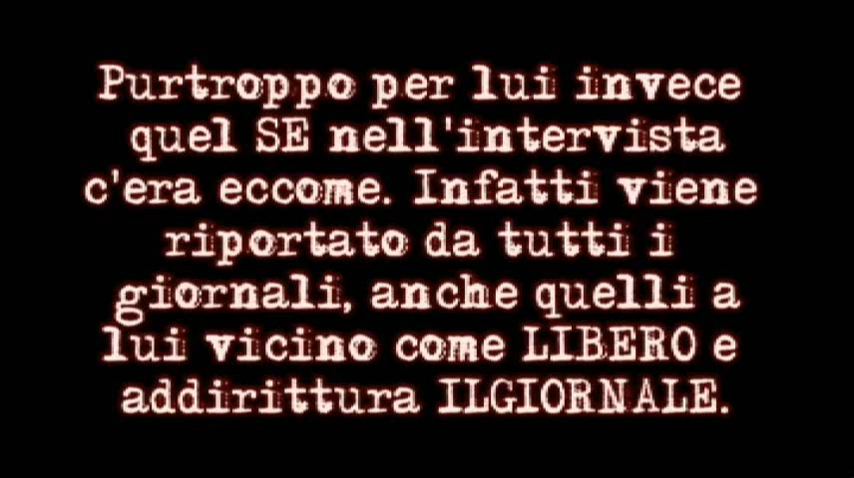 Purtroppo per lui invece
quel SE nell'intervista
c'era eccome. Infatti viene
riportato da tutti i
giornali, anche quelli a
lui vicino come LIBERO e
addirittura ILGIORNALE.